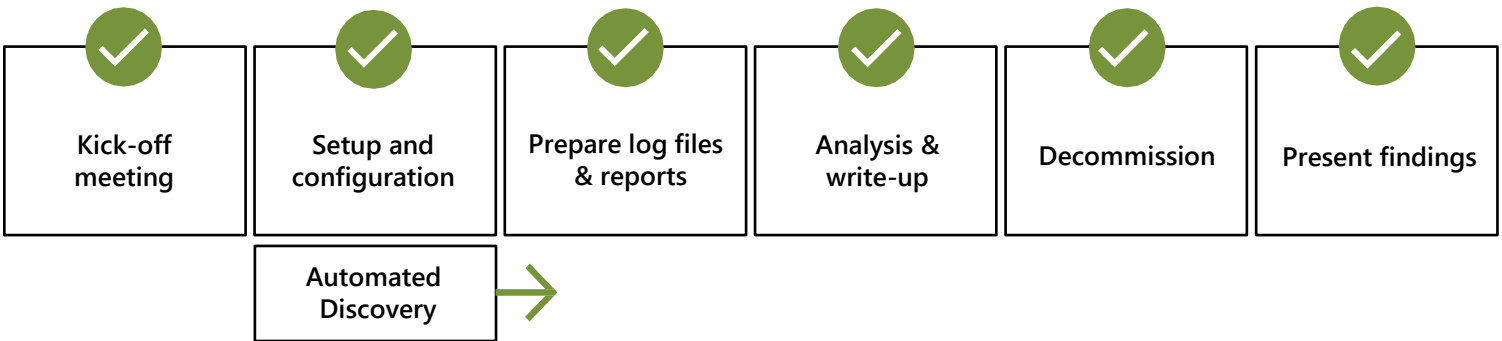 Kick-off
meeting
Setup and
configuration
Prepare log files
& reports
Analysis &
write-up
Decommission
Present findings
Automated
Discovery